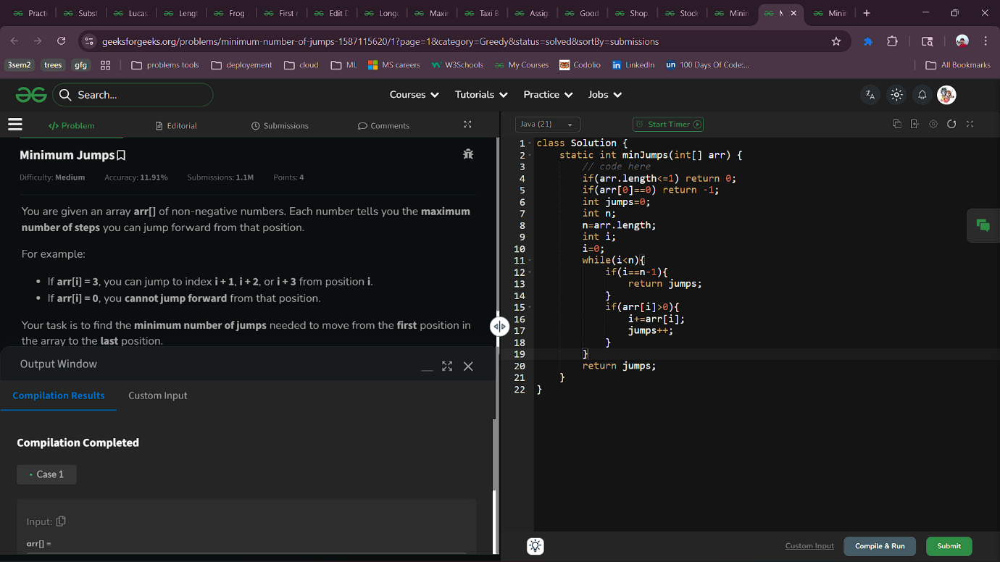 Practi
Subst
Lucas
Lengt
Frog
First r
Edit D
Long
Maxir
Taxi B
Assig
Good
Shop
Stock
Minin
Minin
geeksforgeeks.org/problems/minimum-number-of-jumps-1587115620/1?page=1&category=Greedy&status=solved&sortBy=submissions
3sem2 trees gfg problems tools deployement cloud ML MS careers W3Schools My Courses Codolio LinkedIn 100 Days Of Code:... All Bookmarks
Search... Courses Tutorials Practice Jobs
Problem Editorial Submissions Comments
Minimum Jumps
Difficulty: Medium Accuracy: 11.91% Submissions: 1.1M Points: 4
You are given an array arr[] of non-negative numbers. Each number tells you the maximum
number of steps you can jump forward from that position.
For example:
• If arr[i] = 3, you can jump to index i + 1, i + 2, or i + 3 from position i.
• If arr[i] = 0, you cannot jump forward from that position.
Your task is to find the minimum number of jumps needed to move from the first position in
the array to the last position.
Output Window
Compilation Results Custom Input
Compilation Completed
Case 1
Input:
arr[] =
Java (21) Start Timer
1 class Solution {
2 static int minJumps(int[] arr) {
3 // code here
4 if(arr.length<=1) return 0;
5 if(arr[0]==0) return -1;
6 int jumps=0;
7 int n;
8 n=arr.length;
9 int i;
10 i=0;
11 while(i<n){
12 if(i==n-1){
13 return jumps;
14 }
15 if(arr[i]>0){
16 i+=arr[i];
17 jumps++;
18 }
19 }
20 return jumps;
21 }
22 }
Custom Input Compile & Run Submit